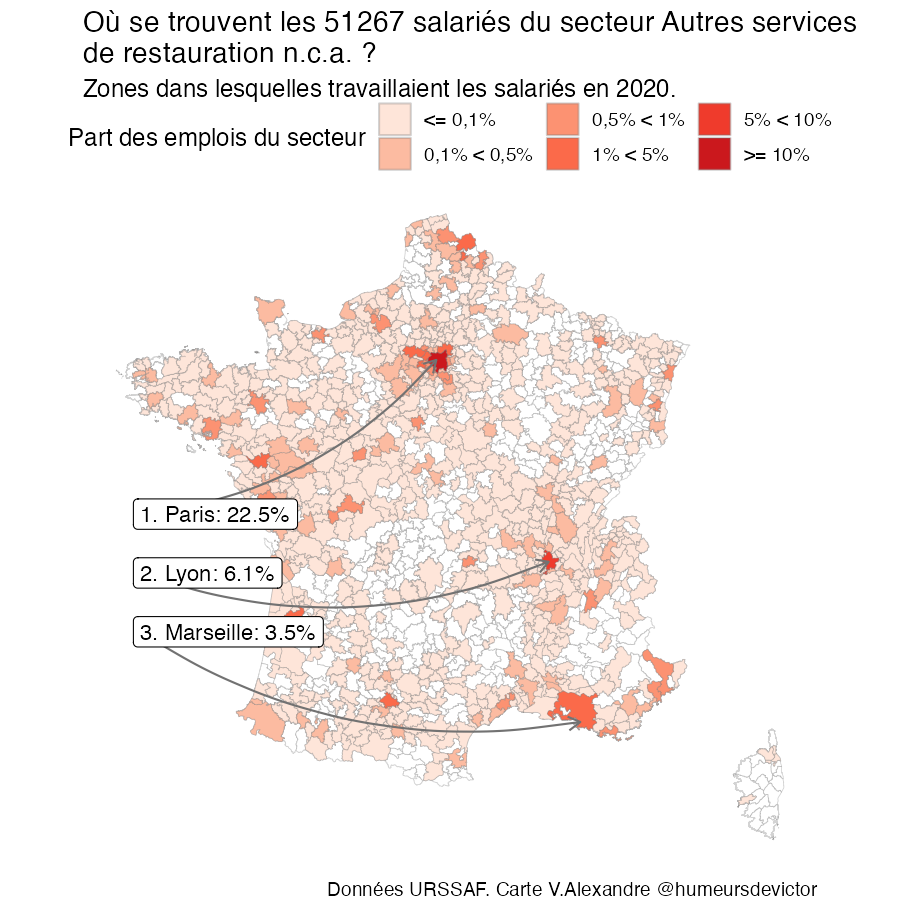 Où se trouvent les 51267 salariés du secteur Autres services
de restauration n.c.a. ?
Zones dans lesquelles travaillaient les salariés en 2020.
Part des emplois du secteur
<= 0,1%
0,5% < 1%
5% < 10%
0,1% < 0,5%
1% < 5%
>= 10%
1. Paris: 22.5%
2. Lyon: 6.1%
3. Marseille: 3.5%
Données URSSAF. Carte V.Alexandre @humeursdevictor